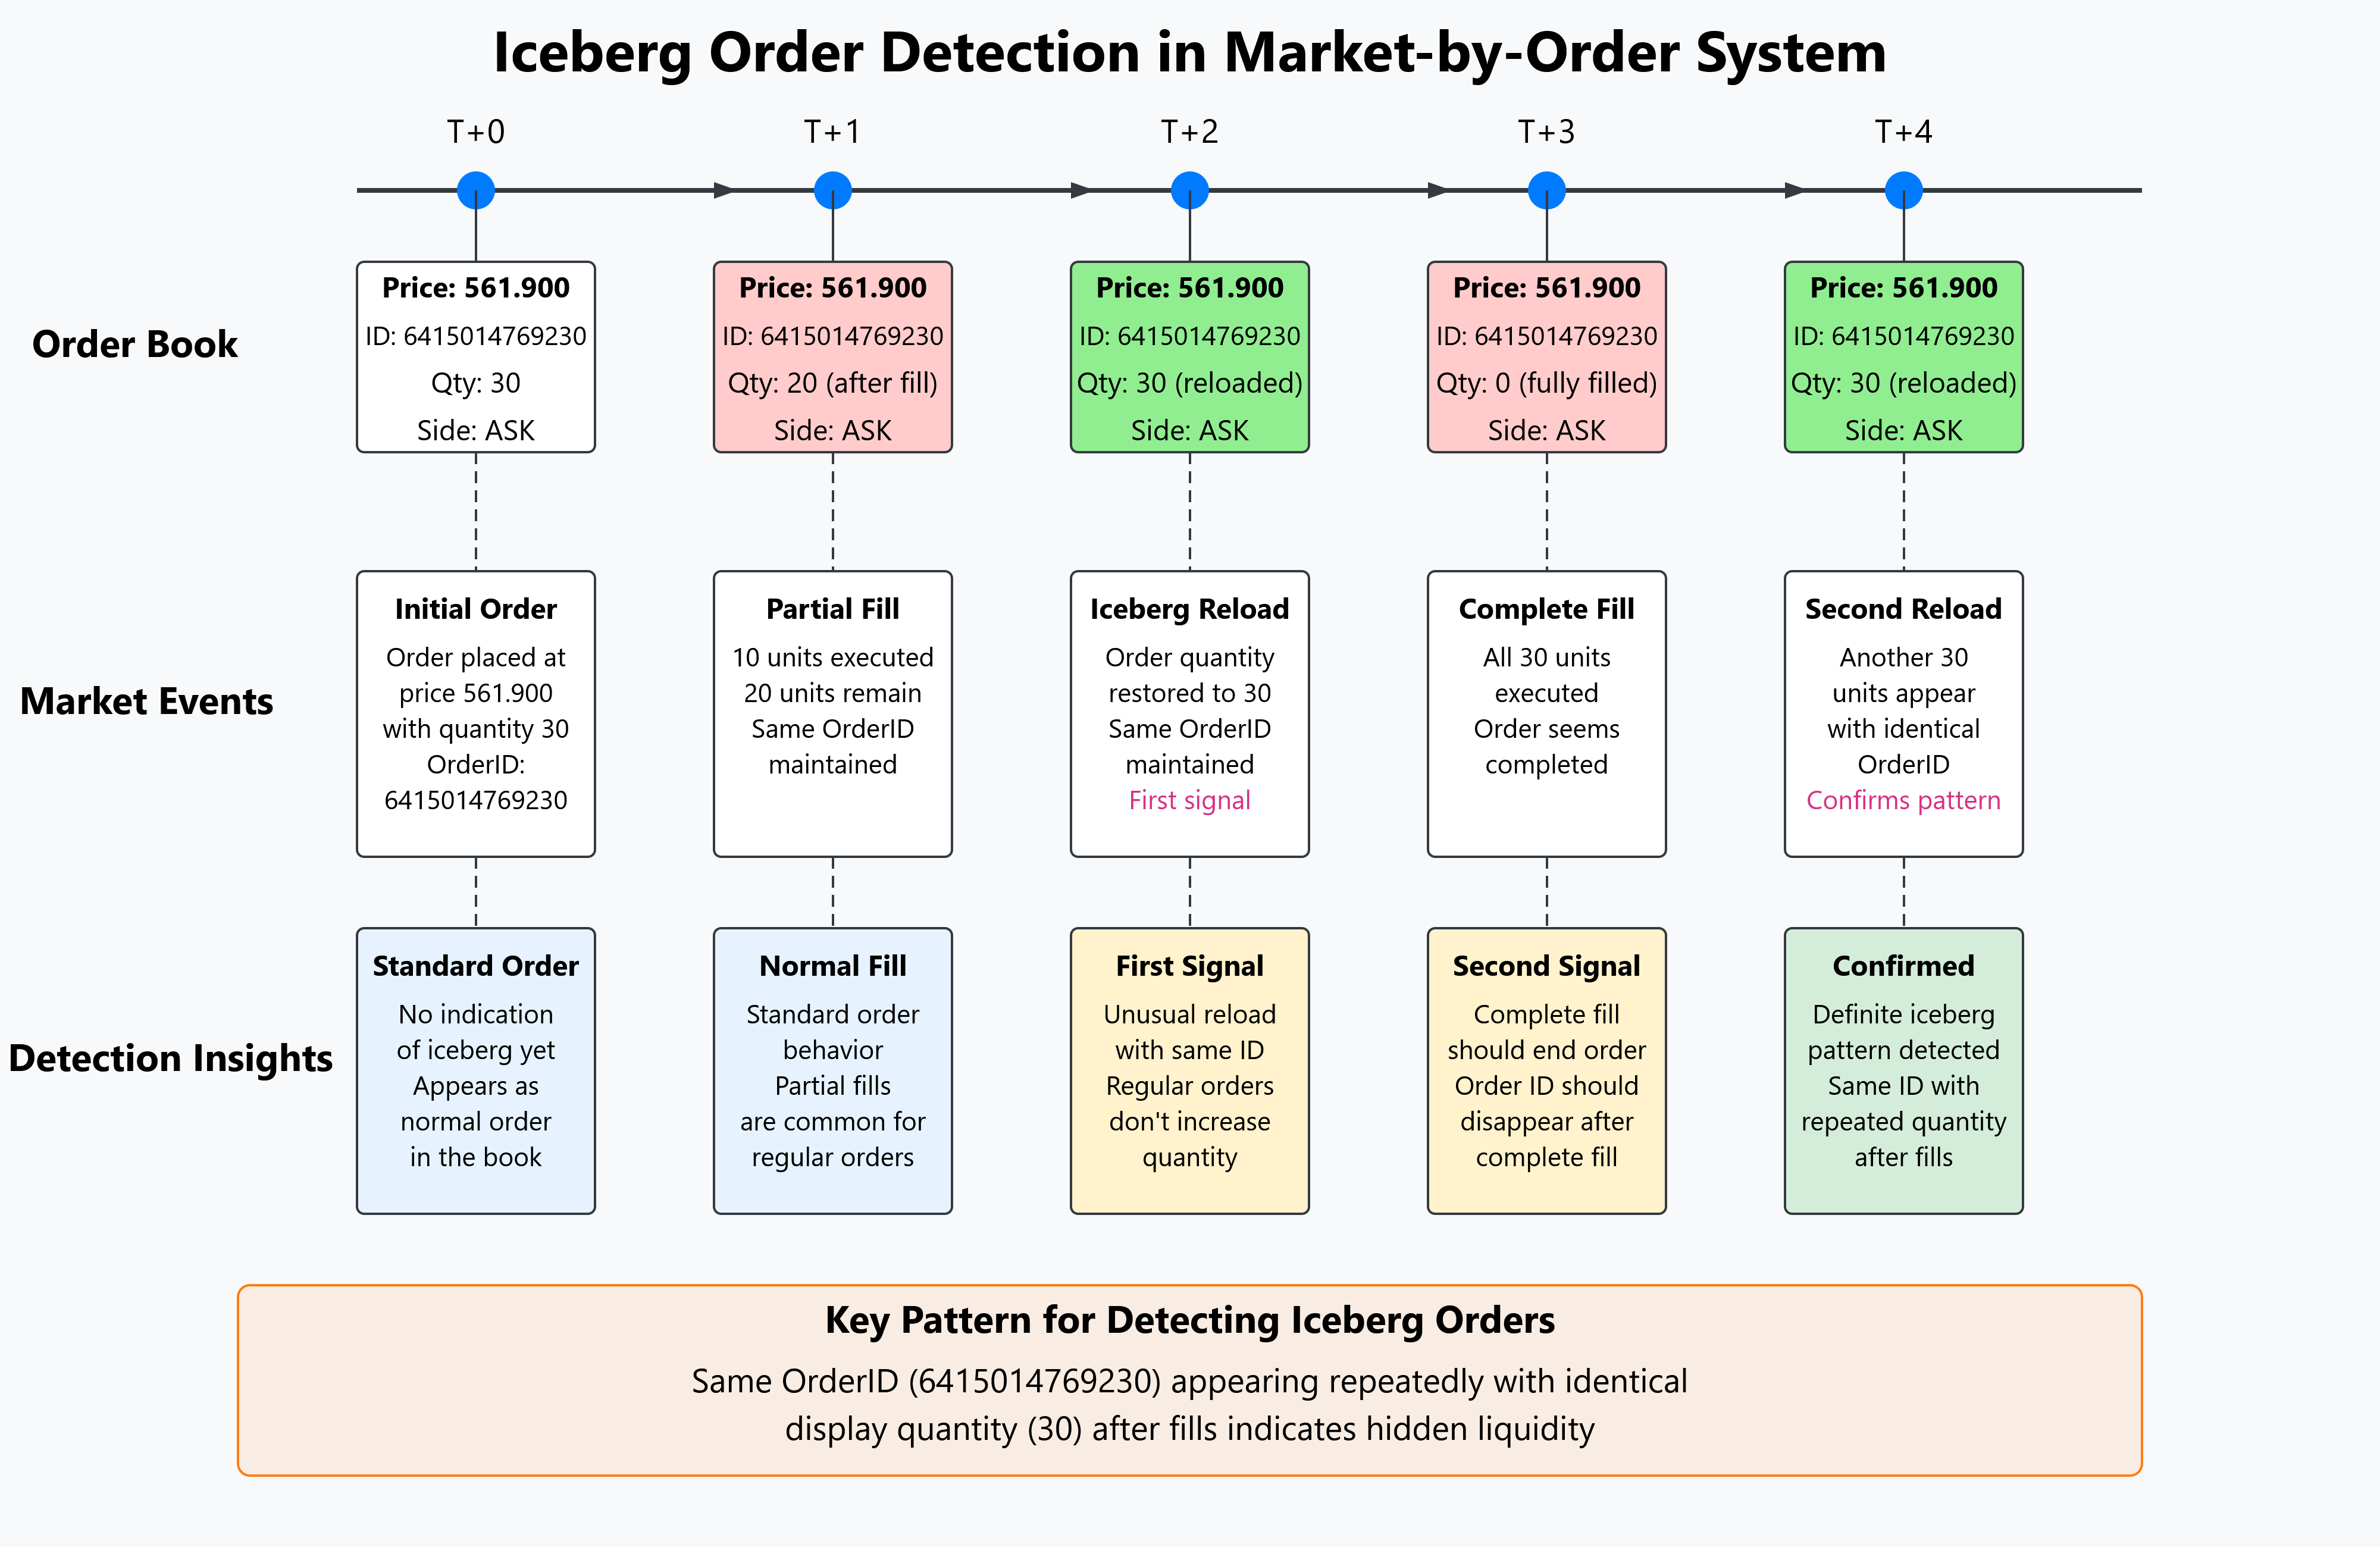 Iceberg Order Detection in Market-by-Order System
T+0
T+1
T+2
T+3
T+4
Order Book
Price: 561.900
ID: 6415014769230
Qty: 30
Side: ASK
Price: 561.900
ID: 6415014769230
Qty: 20 (after fill)
Side: ASK
Price: 561.900
ID: 6415014769230
Qty: 30 (reloaded)
Side: ASK
Price: 561.900
ID: 6415014769230
Qty: 0 (fully filled)
Side: ASK
Price: 561.900
ID: 6415014769230
Qty: 30 (reloaded)
Side: ASK
Market Events
Initial Order
Order placed at
price 561.900
with quantity 30
OrderID:
6415014769230
Partial Fill
10 units executed
20 units remain
Same OrderID
maintained
Iceberg Reload
Order quantity
restored to 30
Same OrderID
maintained
First signal
Complete Fill
All 30 units
executed
Order seems
completed
Second Reload
Another 30
units appear
with identical
OrderID
Confirms pattern
Detection Insights
Standard Order
No indication
of iceberg yet
Appears as
normal order
in the book
Normal Fill
Standard order
behavior
Partial fills
are common for
regular orders
First Signal
Unusual reload
with same ID
Regular orders
don't increase
quantity
Second Signal
Complete fill
should end order
Order ID should
disappear after
complete fill
Confirmed
Definite iceberg
pattern detected
Same ID with
repeated quantity
after fills
Key Pattern for Detecting Iceberg Orders
Same OrderID (6415014769230) appearing repeatedly with identical
display quantity (30) after fills indicates hidden liquidity